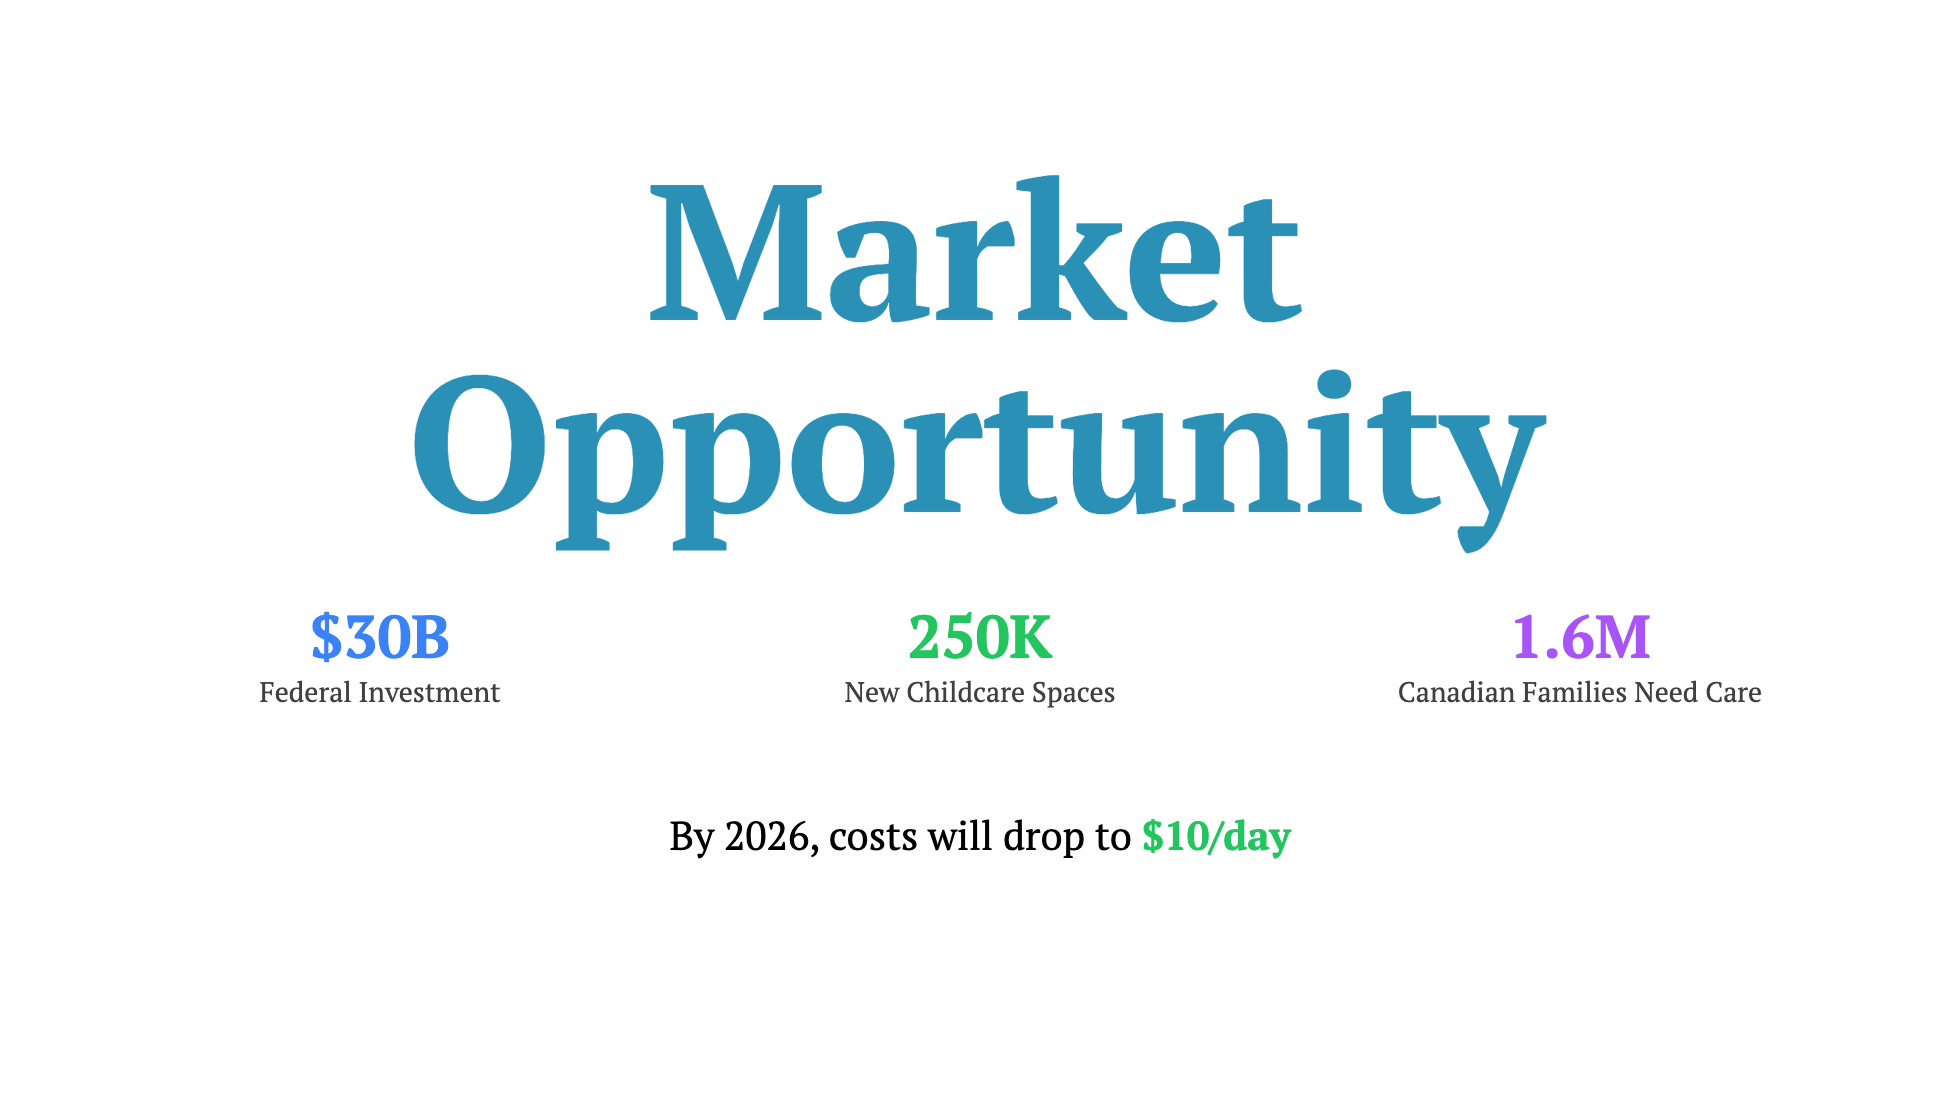 Market
Opportunity
$30B
Federal Investment
250K
New Childcare Spaces
1.6M
Canadian Families Need Care
By 2026, costs will drop to $10/day